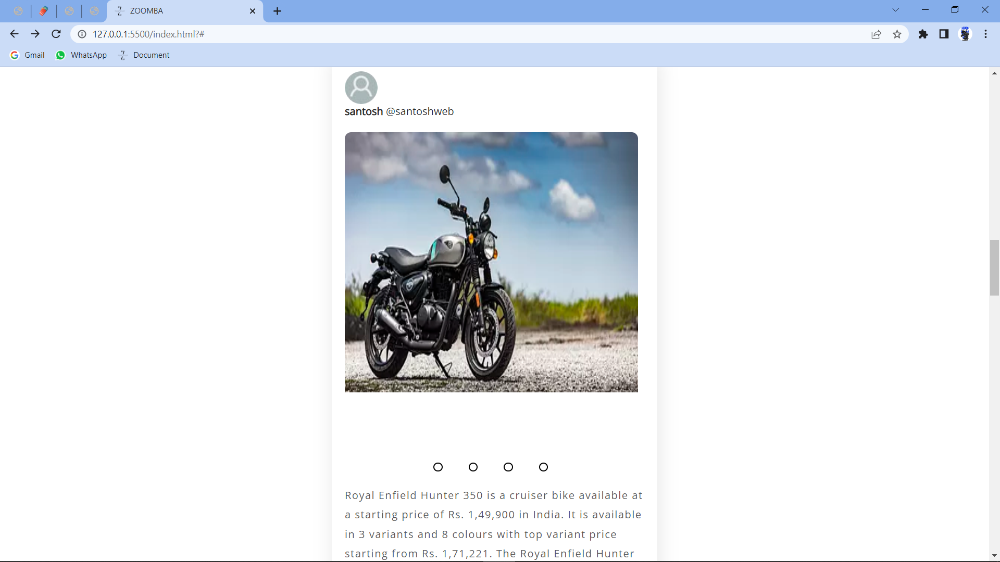 ZOOMBA
127.0.0.1:5500/index.html?#
Gmail WhatsApp Document
santosh @santoshweb
Royal Enfield Hunter 350 is a cruiser bike available at
a starting price of Rs. 1,49,900 in India. It is available
in 3 variants and 8 colours with top variant price
starting from Rs. 1,71,221. The Royal Enfield Hunter